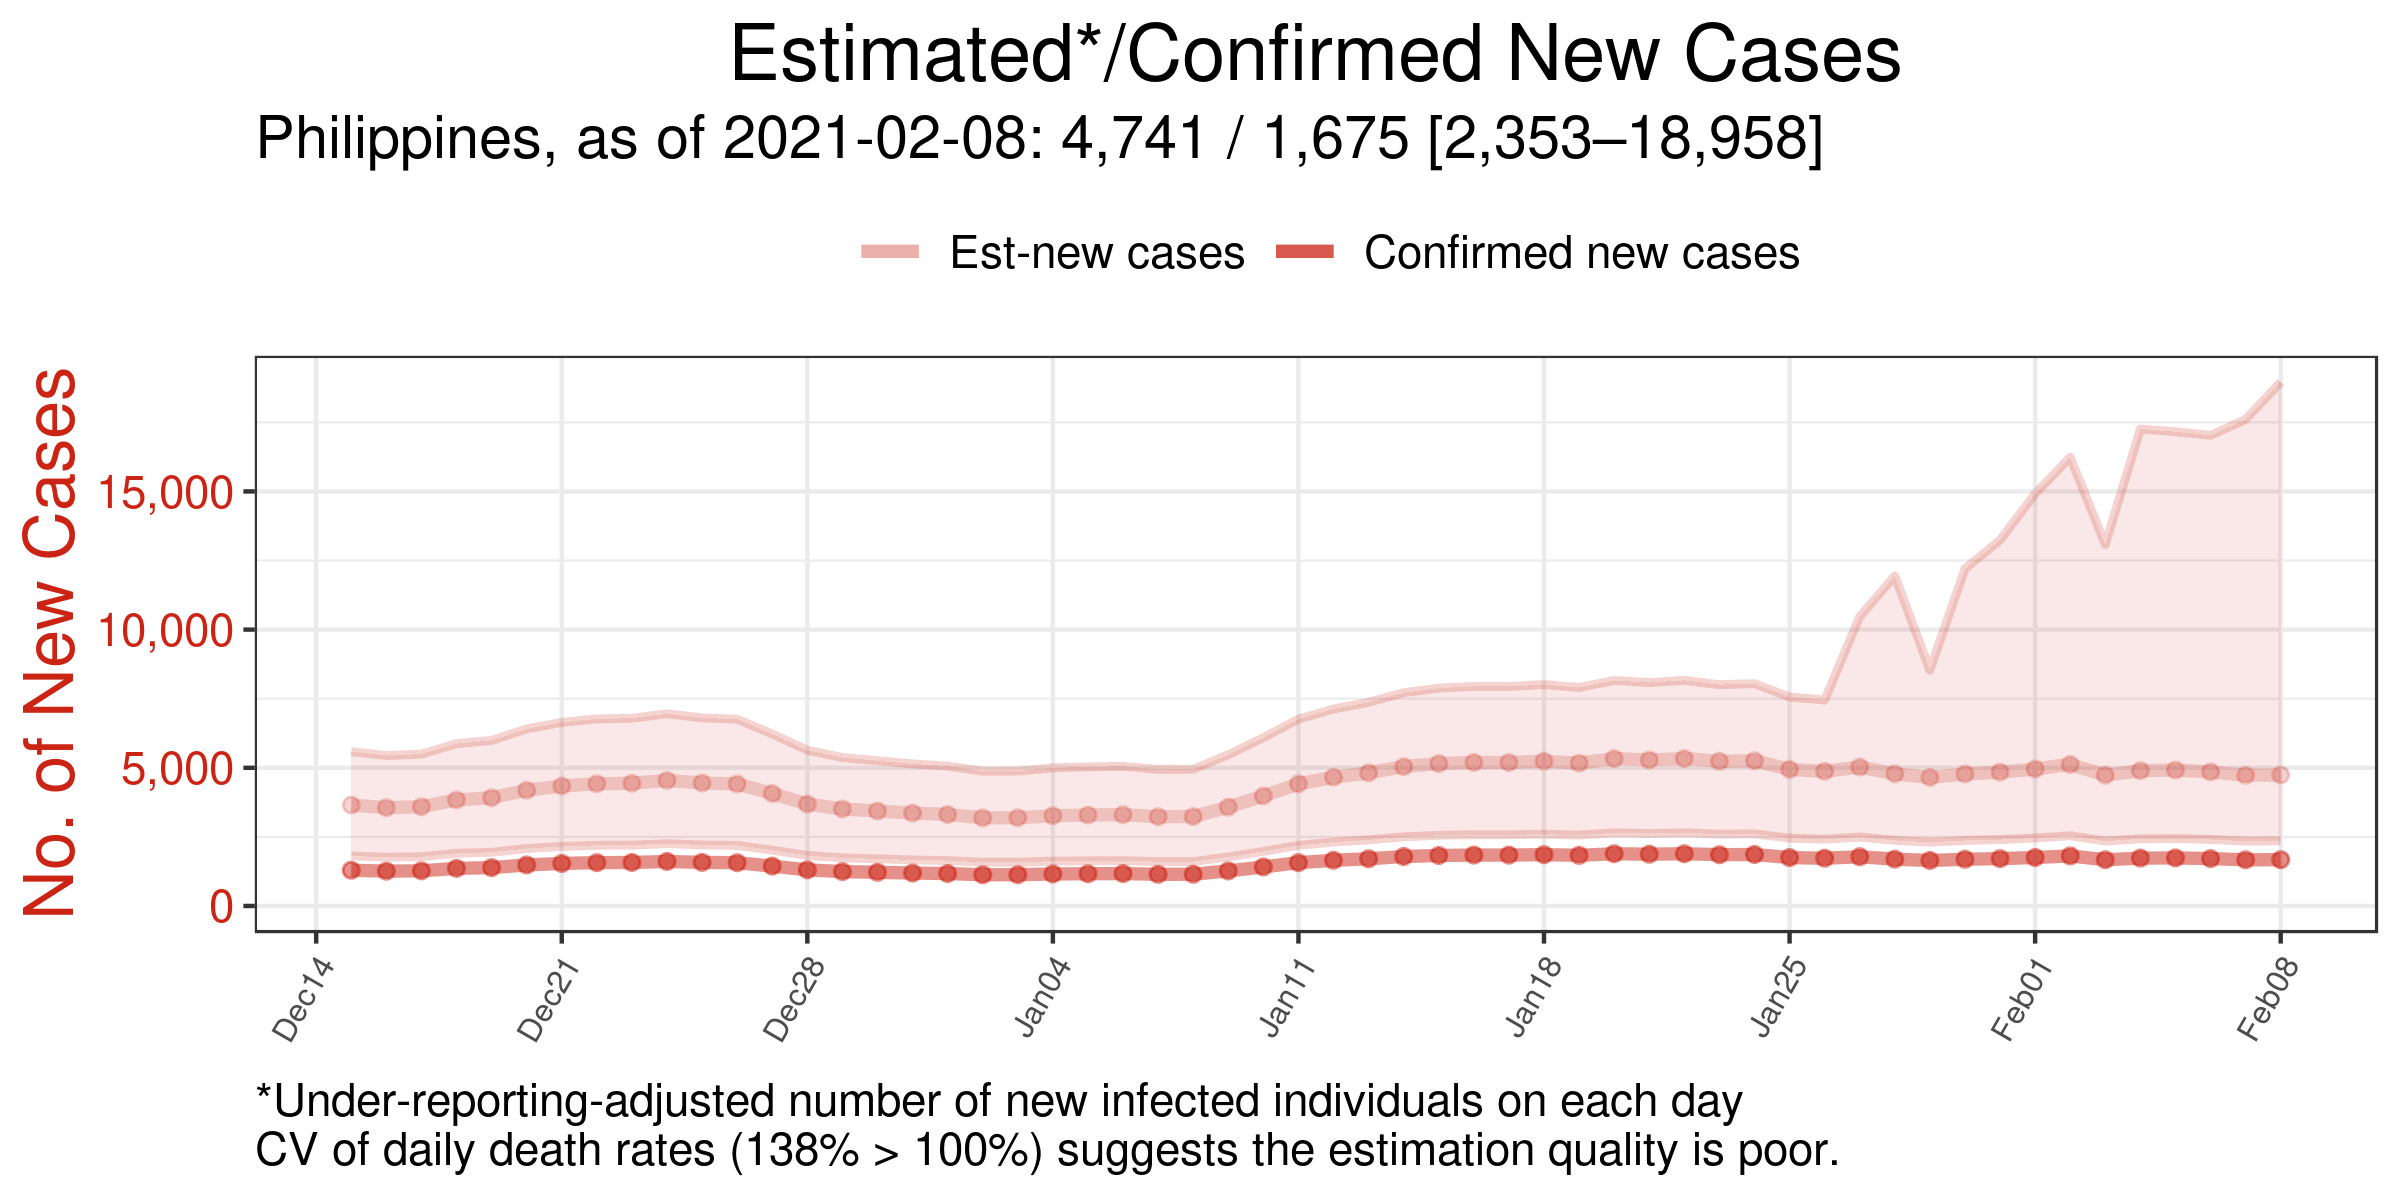 Estimated*/Confirmed New Cases
Philippines, as of 2021-02-08: 4,741 / 1,675 [2,353–18,958]
Est-new cases Confirmed new cases
No. of New Cases
15,000
10,000
5,000
0
Dec14 Dec21 Dec28 Jan04 Jan11 Jan18 Jan25 Feb01 Feb08
*Under-reporting-adjusted number of new infected individuals on each day
CV of daily death rates (138% > 100%) suggests the estimation quality is poor.